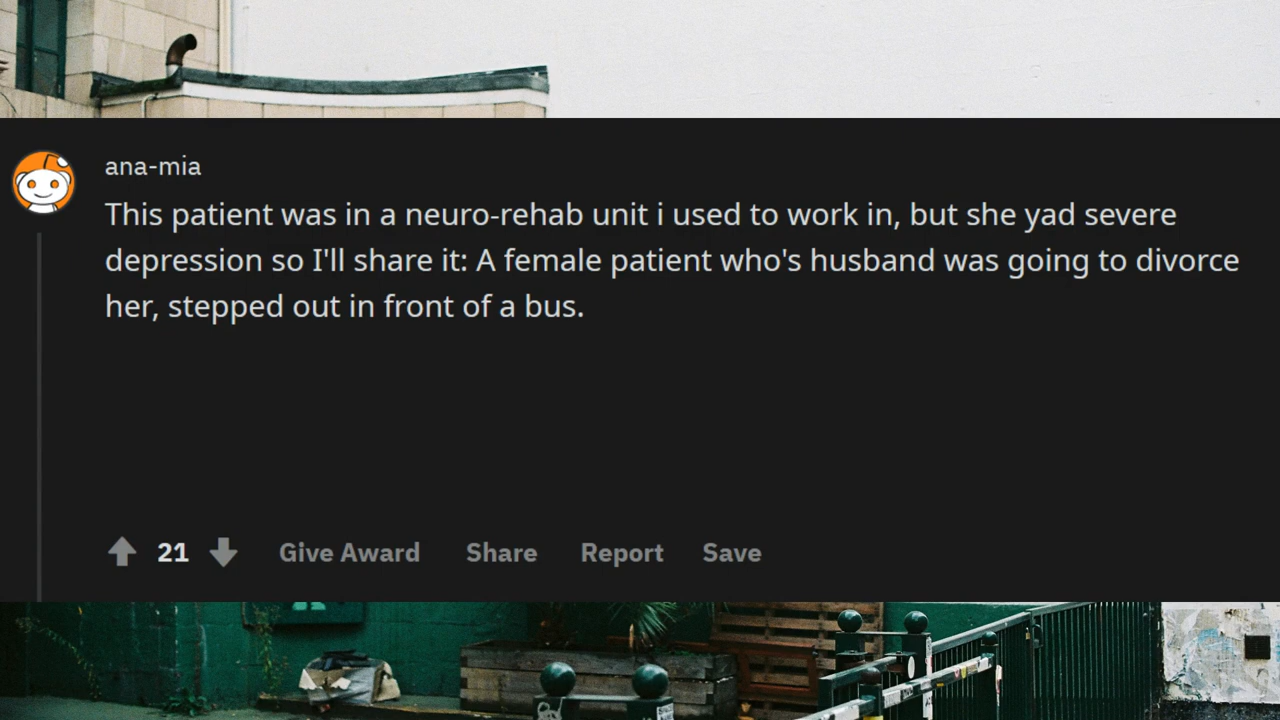 ana-mia
This patient was in a neuro-rehab unit i used to work in, but she yad severe
depression so I'll share it: A female patient who's husband was going to divorce
her, stepped out in front of a bus.
21 Give Award Share Report Save